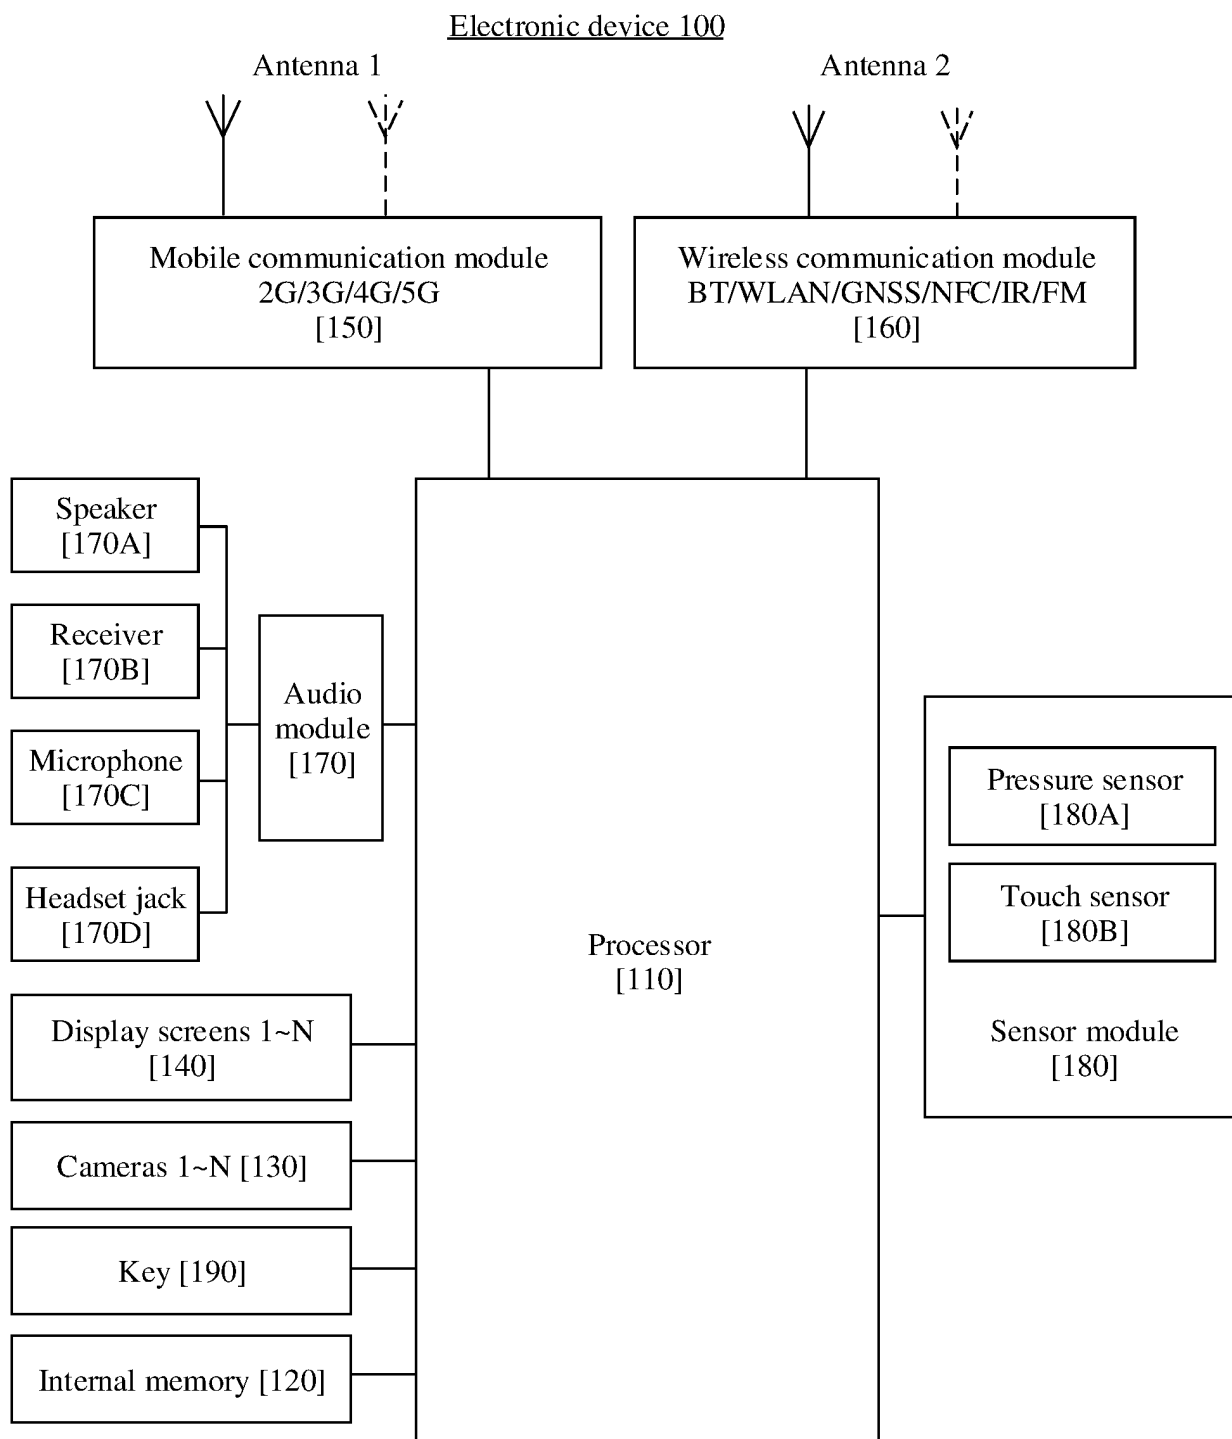 Electronic device 100
Antenna 1
Antenna 2
Mobile communication module
2G/3G/4G/5G
[150]
Wireless communication module
BT/WLAN/GNSS/NFC/IR/FM
[160]
Speaker
[170A]
Receiver
[170B]
Microphone
[170C]
Headset jack
[170D]
Audio
module
[170]
Display screens 1~N
[140]
Cameras 1~N [130]
Key [190]
Internal memory [120]
Processor
[110]
Pressure sensor
[180A]
Touch sensor
[180B]
Sensor module
[180]